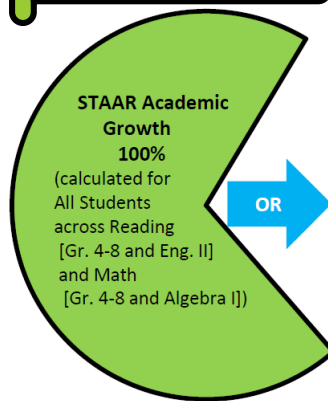 STAAR Academic
Growth
100%
(calculated for
All Students
across Reading
[Gr. 4-8 and Eng. II]
and Math
[Gr. 4-8 and Algebra I])
OR